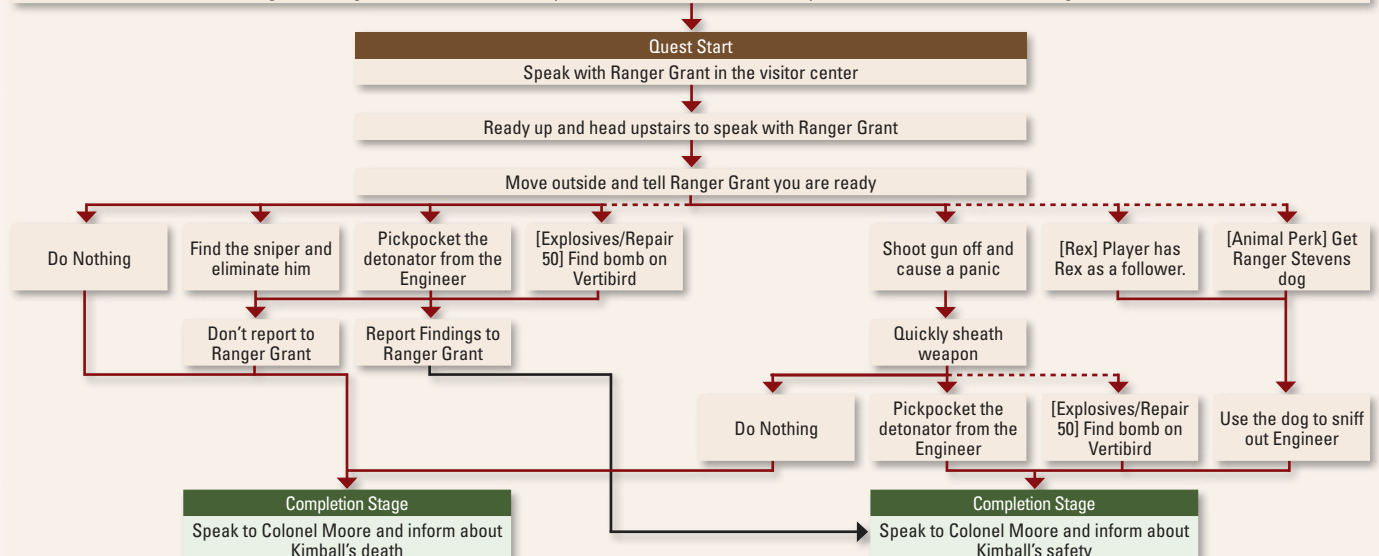 Quest Start
Speak with Ranger Grant in the visitor center
Ready up and head upstairs to speak with Ranger Grant
Move outside and tell Ranger Grant you are ready
Do Nothing
Find the sniper and
eliminate him
Pickpocket the
detonator from the
Engineer
[Explosives/Repair
50] Find bomb on
Vertibird
Shoot gun off and
cause a panic
[Rex] Player has
Rex as a follower.
[Animal Perk] Get
Ranger Stevens
dog
Don't report to
Ranger Grant
Report Findings to
Ranger Grant
Quickly sheath
weapon
Do Nothing
Pickpocket the
detonator from the
Engineer
[Explosives/Repair
50] Find bomb on
Vertibird
Use the dog to sniff
out Engineer
Completion Stage
Speak to Colonel Moore and inform about
Kimball's death
Completion Stage
Speak to Colonel Moore and inform about
Kimball's safety